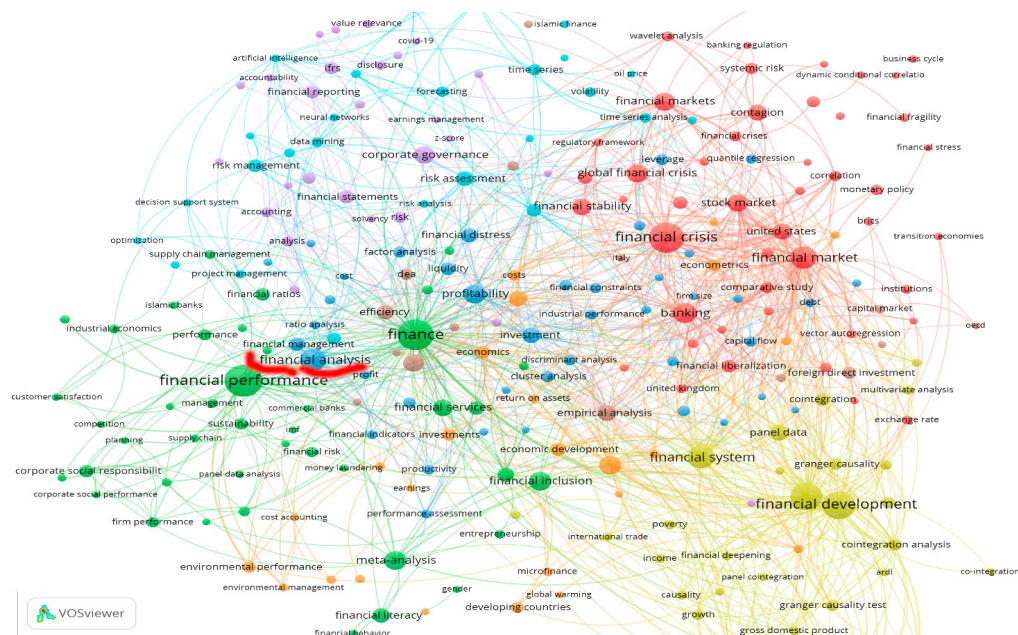 value relevance
islamic finance
wavelet analysis
covid-19
banking regulation
artificial intelligence
ifrs
disclosure
time series
oil price
systemic risk
business cycle
accountability
dynamic conditional correlatio
financial reporting
forecasting
volatility
financial markets
neural networks
earnings management
time series analysis
contagion
financial fragility
data mining
z-score
regulatory framework
financial crises
financial stress
risk management
corporate governance
leverage
quantile regression
risk assessment
global financial crisis
correlation
monetary policy
decision support system
financial statements
risk analysis
financial stability
stock market
accounting
solvency
risk
brics
optimization
analysis
financial distress
financial crisis
united states
transition economies
supply chain management
factor analysis
italy
econometrics
financial market
project management
cost
dea
liquidity
costs
financial constraints
comparative study
institutions
islamic banks
financial ratios
profitability
firm size
debt
capital market
industrial economics
efficiency
industrial performance
banking
oecd
performance
ratio analysis
finance
investment
capital flow
vector autoregression
financial management
economics
discriminant analysis
financial analysis
financial liberalization
foreign direct investment
financial performance
profit
cluster analysis
united kingdom
multivariate analysis
customer satisfaction
management
commercial banks
financial services
return on assets
cointegration
competition
sustainability
imf
empirical analysis
exchange rate
planning
supply chain
financial indicators
investments
panel data
financial risk
economic development
corporate social responsibilit
panel data analysis
money laundering
productivity
financial system
granger causality
corporate social performance
earnings
financial inclusion
financial development
firm performance
cost accounting
performance assessment
entrepreneurship
poverty
international trade
cointegration analysis
environmental performance
meta-analysis
income
financial deepening
environmental management
microfinance
panel cointegration
ardl
co-integration
gender
global warming
causality
developing countries
financial literacy
growth
granger causality test
financial behavior
gross domestic product
VOSviewer